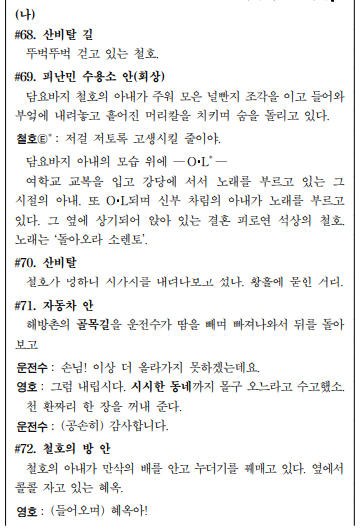 (나)
#68. 산비탈 길
뚜벅뚜벅 걷고 있는 철호.
#69. 피난민 수용소 안(회상)
담요바지 철호의 아내가 주워 모은 널빤지 조각을 이고 들어와
부엌에 내려놓고 흩어진 머리칼을 치키며 숨을 돌리고 있다.
철호Ⓔ* : 저걸 저토록 고생시킬 줄이야.
담요바지 아내의 모습 위에 ─ O·L* ─
여학교 교복을 입고 강당에 서서 노래를 부르고 있는 그
시절의 아내. 또 O·L되며 신부 차림의 아내가 노래를 부르고
있다. 그 옆에 상기되어 앉아 있는 결혼 피로연 석상의 철호.
노래는 ‘돌아오라 소렌토’.
#70. 산비탈
철호가 멍하니 시가지를 내려다보고 섰다. 황홀에 묻힌 거리.
#71. 자동차 안
해방촌의 골목길을 운전수가 땀을 빼며 빠져나와서 뒤를 돌아
보고
운전수 : 손님! 이상 더 올라가지 못하겠는데요.
영호 : 그럼 내립시다. 시시한 동네까지 몰구 오느라고 수고했소.
천 환짜리 한 장을 꺼내 준다.
운전수 : (공손히) 감사합니다.
#72. 철호의 방 안
철호의 아내가 만삭의 배를 안고 누더기를 꿰매고 있다. 옆에서
콜콜 자고 있는 혜옥.
영호 : (들어오며) 혜옥아!